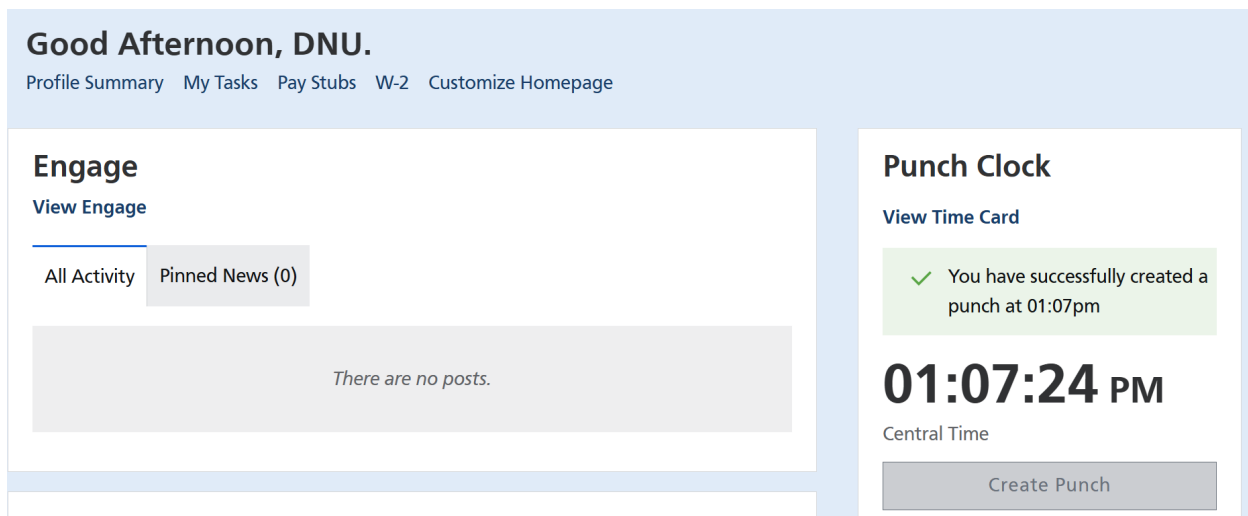 Good Afternoon, DNU.
Profile Summary My Tasks Pay Stubs W-2 Customize Homepage
Engage
View Engage
All Activity Pinned News (0)
There are no posts.
Punch Clock
View Time Card
You have successfully created a
punch at 01:07pm
01:07:24 PM
Central Time
Create Punch